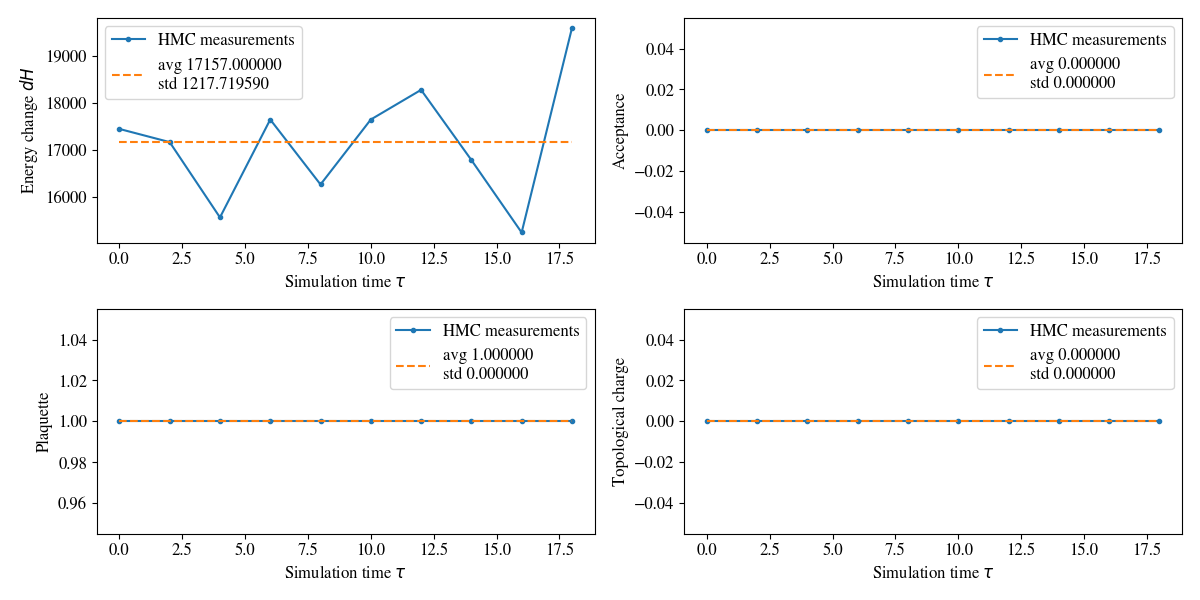 HMC measurements
avg 17157.000000
std 1217.719590
Energy change dH
19000
18000
17000
16000
0.0 2.5 5.0 7.5 10.0 12.5 15.0 17.5
Simulation time τ
HMC measurements
avg 0.000000
std 0.000000
Acceptance
0.04
0.02
0.00
−0.02
−0.04
0.0 2.5 5.0 7.5 10.0 12.5 15.0 17.5
Simulation time τ
HMC measurements
avg 1.000000
std 0.000000
Plaquette
1.04
1.02
1.00
0.98
0.96
0.0 2.5 5.0 7.5 10.0 12.5 15.0 17.5
Simulation time τ
HMC measurements
avg 0.000000
std 0.000000
Topological charge
0.04
0.02
0.00
−0.02
−0.04
0.0 2.5 5.0 7.5 10.0 12.5 15.0 17.5
Simulation time τ